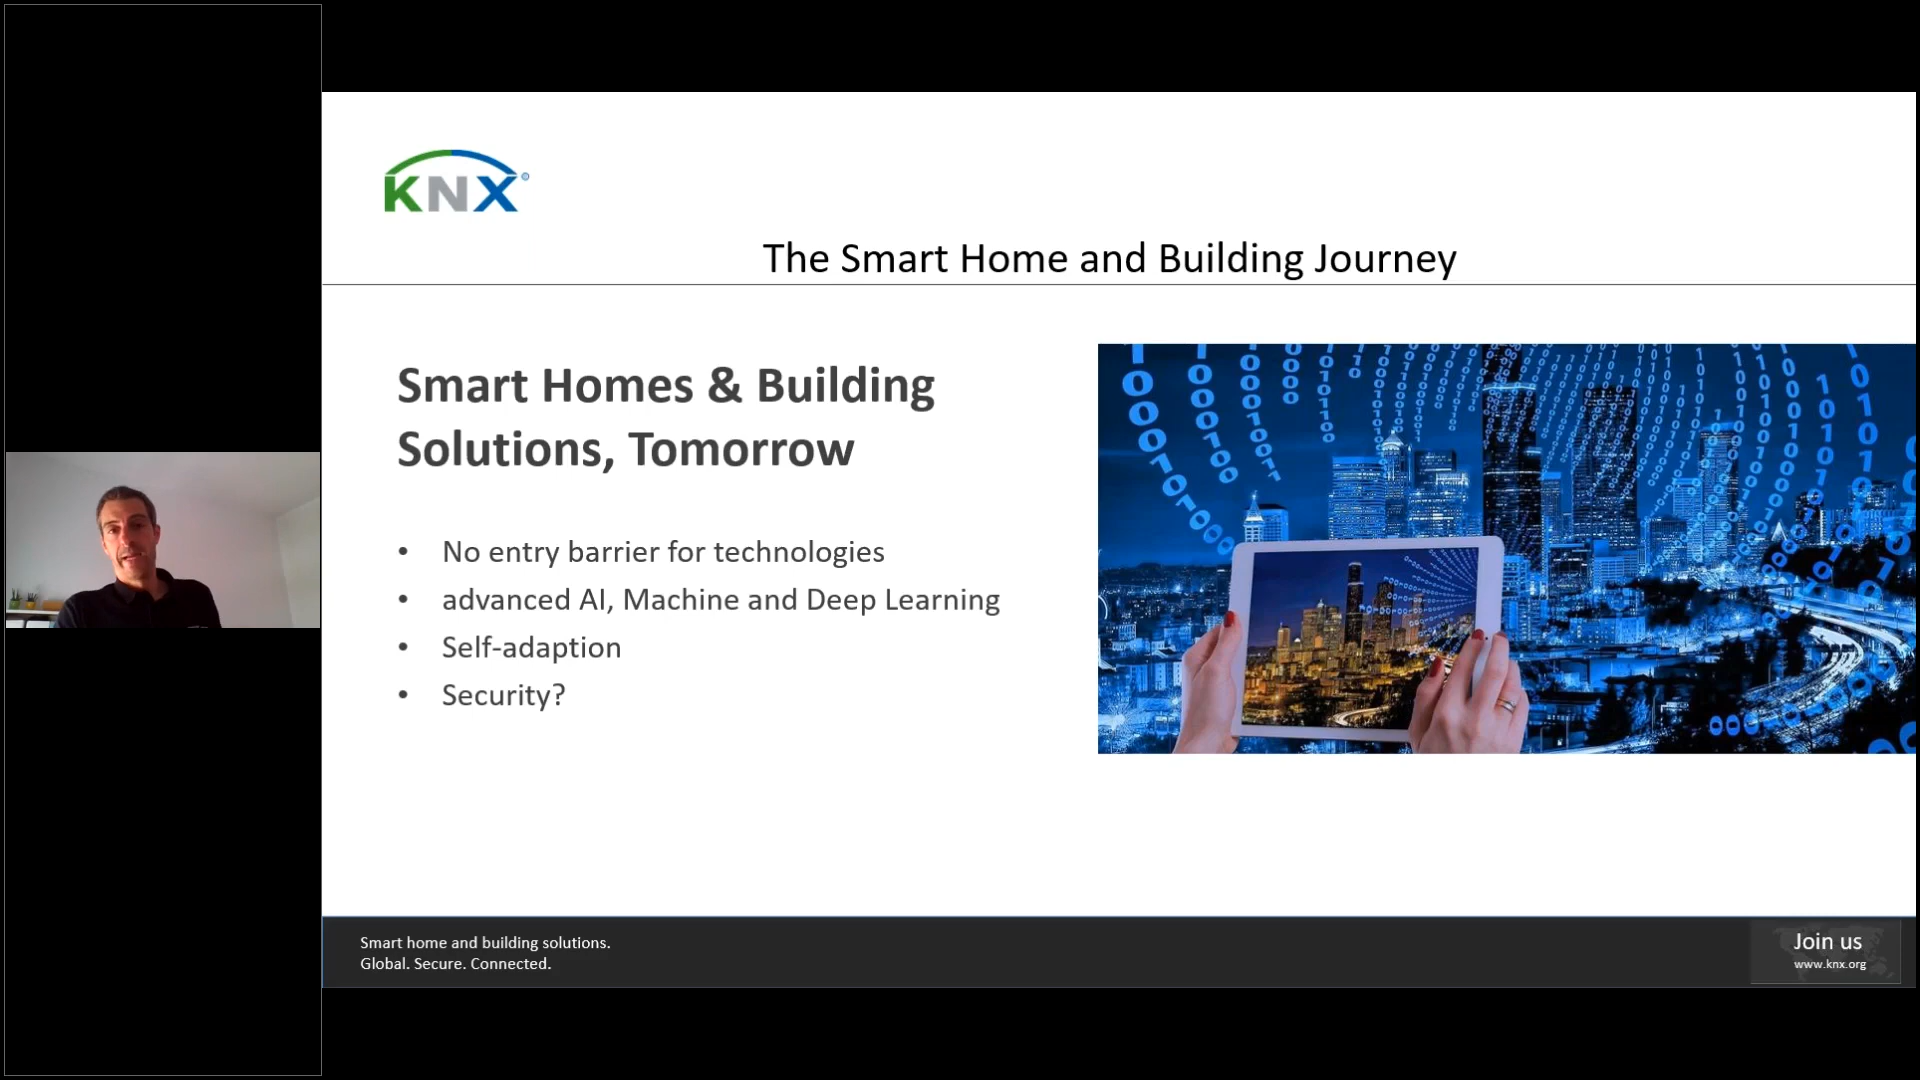 KNX®
The Smart Home and Building Journey
Smart Homes & Building
Solutions, Tomorrow
• No entry barrier for technologies
• advanced AI, Machine and Deep Learning
• Self-adaption
• Security?
Smart home and building solutions.
Global. Secure. Connected.
Join us
www.knx.org